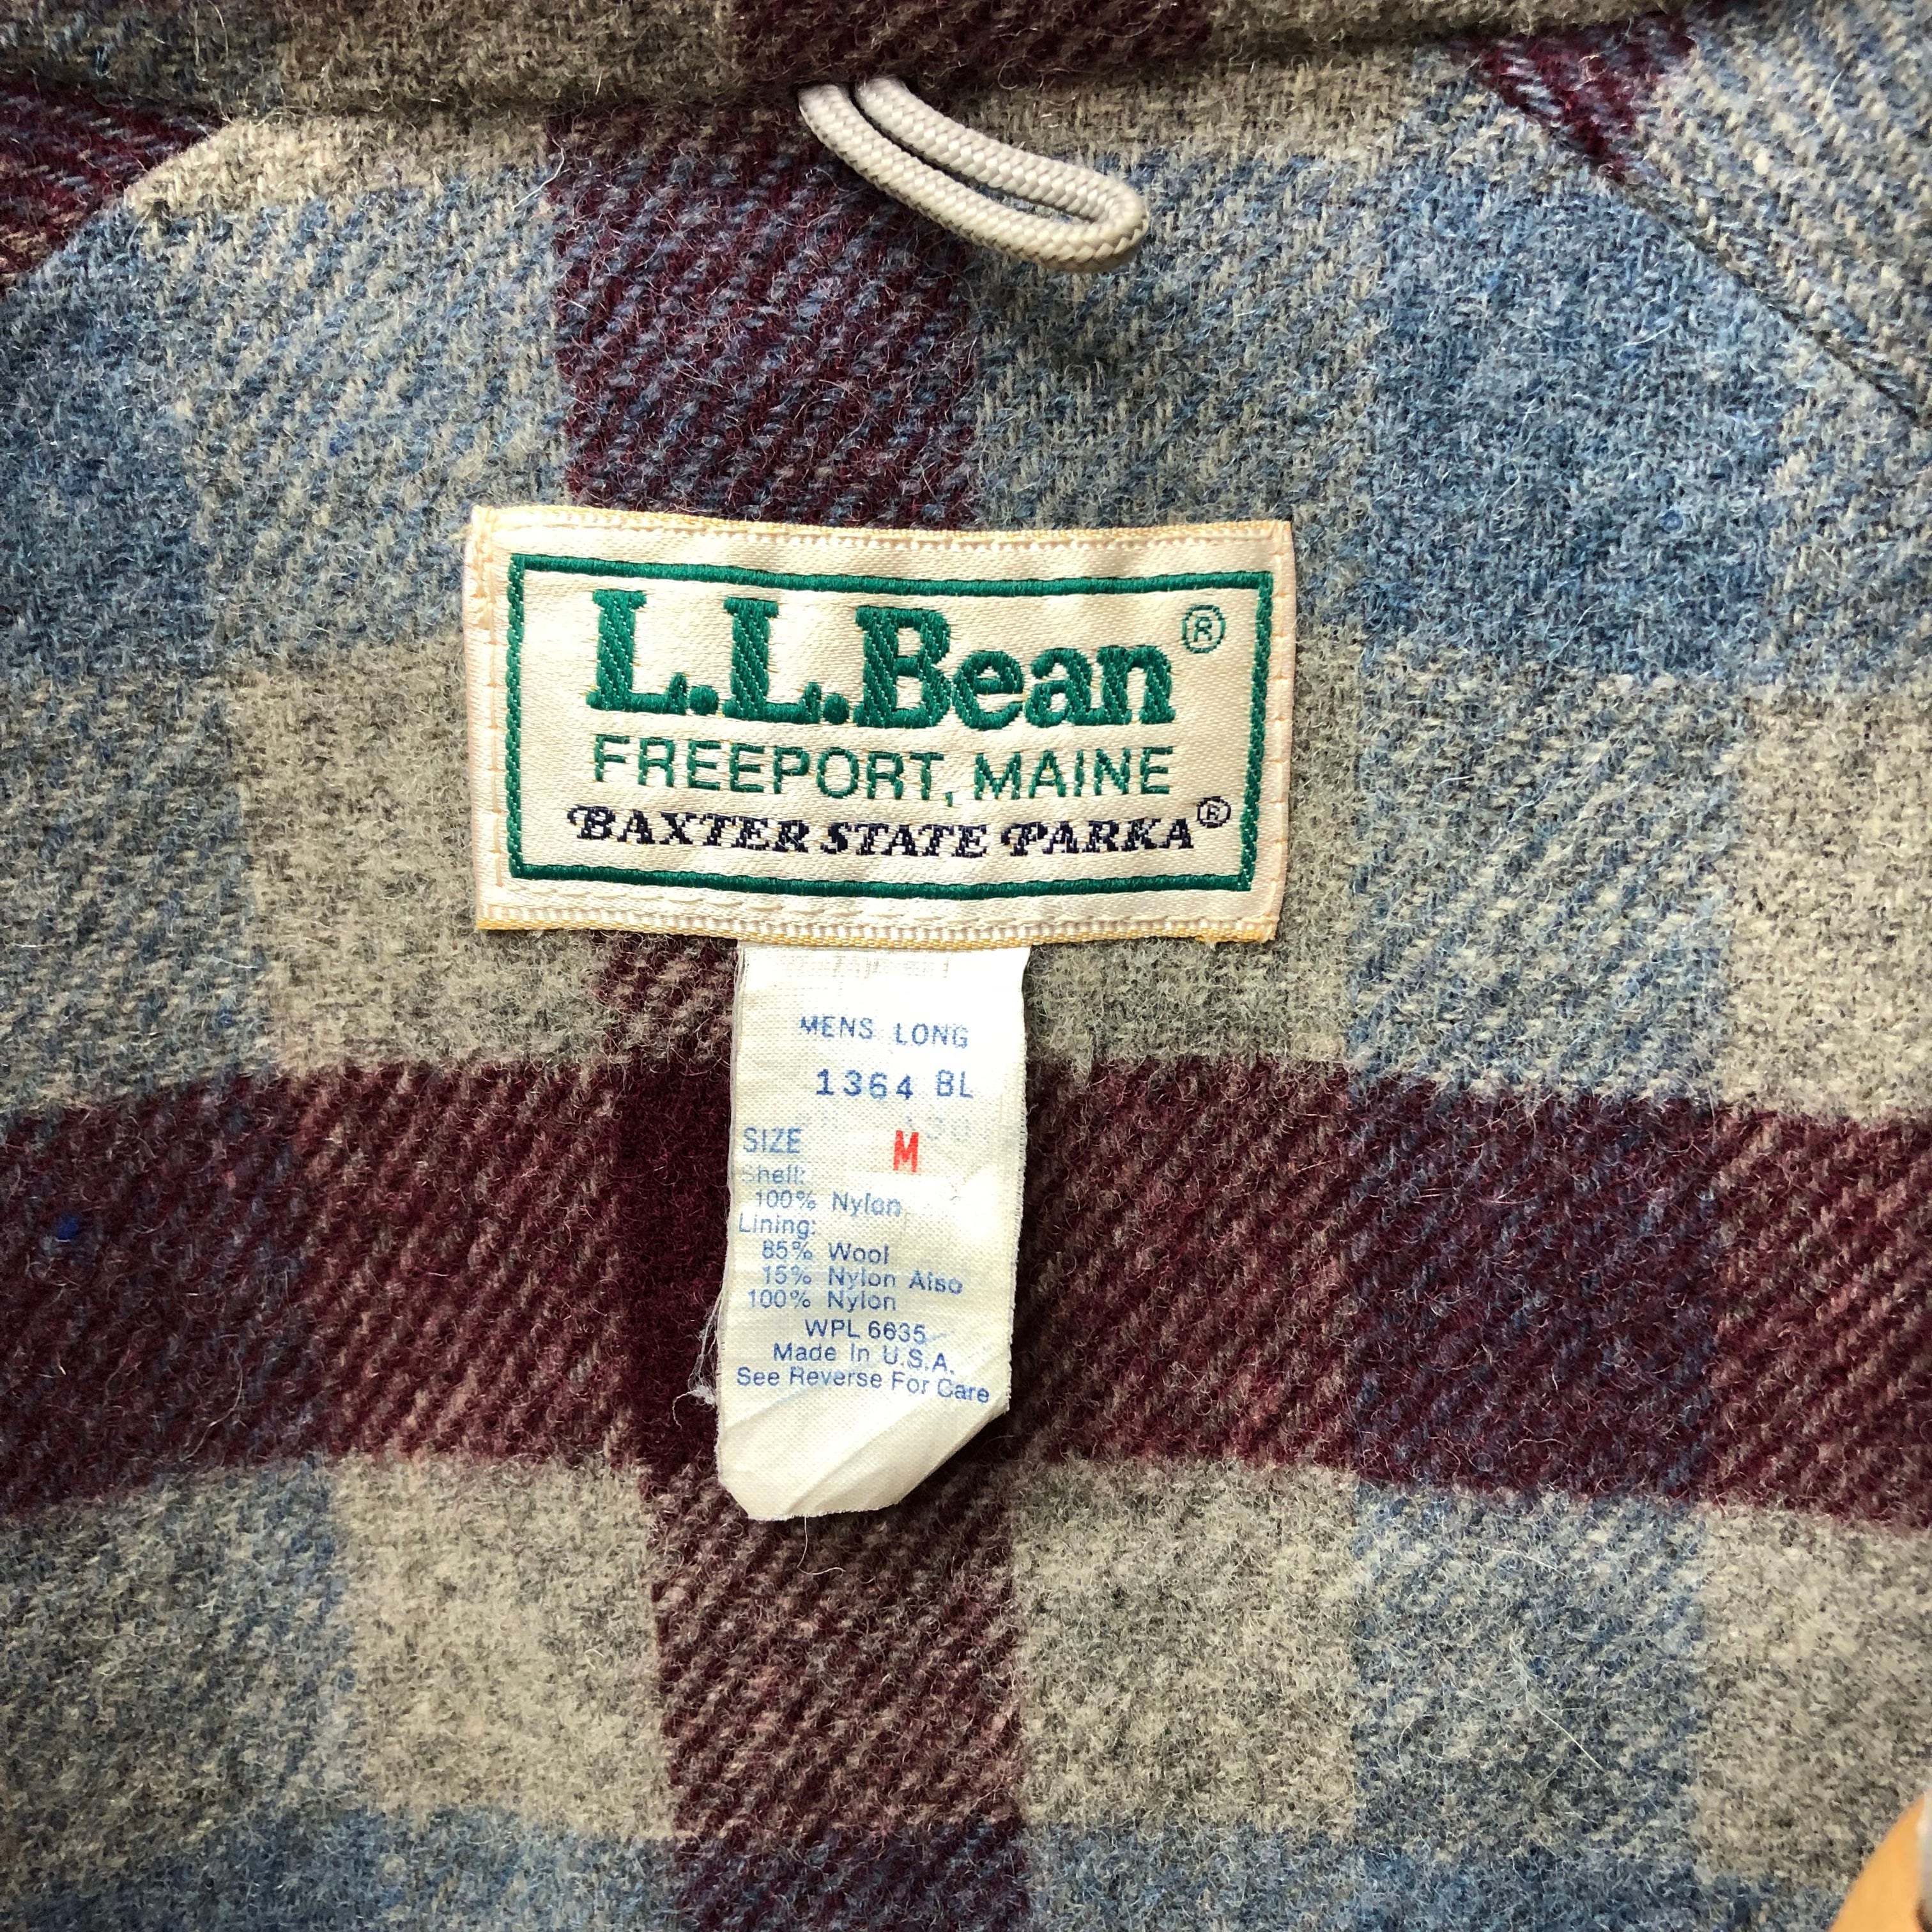 L.L.Bean®
FREEPORT, MAINE
BAXTER STATE PARKA®
MENS LONG
1364 BL
SIZE M
Shell:
100% Nylon
Lining:
85% Wool
15% Nylon Also
100% Nylon
WPL 6635
Made In U.S.A.
See Reverse For Care